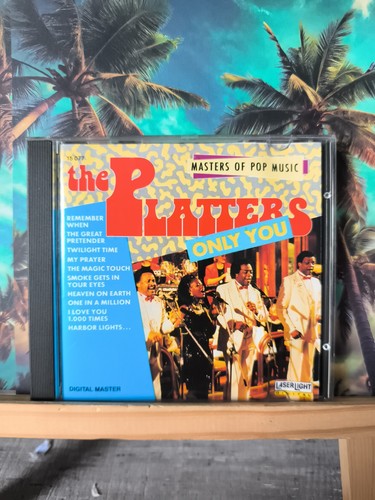 15 077
MASTERS OF POP MUSIC
the PLATTERS
ONLY YOU
REMEMBER
WHEN
THE GREAT
PRETENDER
TWILIGHT TIME
MY PRAYER
THE MAGIC TOUCH
SMOKE GETS IN
YOUR EYES
HEAVEN ON EARTH
ONE IN A MILLION
I LOVE YOU
1.000 TIMES
HARBOR LIGHTS...
DIGITAL MASTER
LASERLIGHT